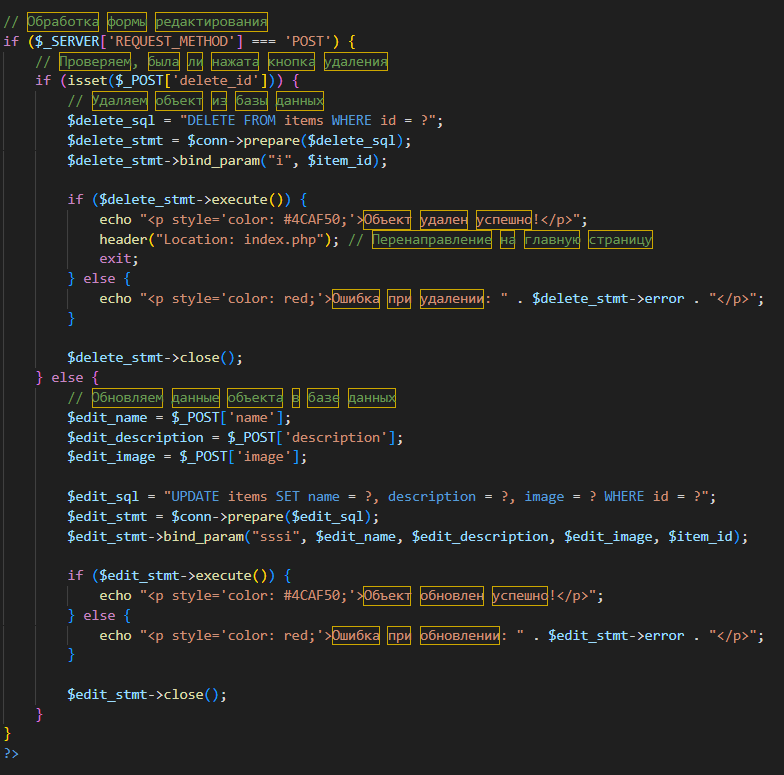 // Обработка формы редактирования
if ($_SERVER['REQUEST_METHOD'] === 'POST') {
    // Проверяем, была ли нажата кнопка удаления
    if (isset($_POST['delete_id'])) {
        // Удаляем объект из базы данных
        $delete_sql = "DELETE FROM items WHERE id = ?";
        $delete_stmt = $conn->prepare($delete_sql);
        $delete_stmt->bind_param("i", $item_id);

        if ($delete_stmt->execute()) {
            echo "<p style='color: #4CAF50;'>Объект удален успешно!</p>";
            header("Location: index.php"); // Перенаправление на главную страницу
            exit;
        } else {
            echo "<p style='color: red;'>Ошибка при удалении: " . $delete_stmt->error . "</p>";
        }

        $delete_stmt->close();
    } else {
        // Обновляем данные объекта в базе данных
        $edit_name = $_POST['name'];
        $edit_description = $_POST['description'];
        $edit_image = $_POST['image'];

        $edit_sql = "UPDATE items SET name = ?, description = ?, image = ? WHERE id = ?";
        $edit_stmt = $conn->prepare($edit_sql);
        $edit_stmt->bind_param("sssi", $edit_name, $edit_description, $edit_image, $item_id);

        if ($edit_stmt->execute()) {
            echo "<p style='color: #4CAF50;'>Объект обновлен успешно!</p>";
        } else {
            echo "<p style='color: red;'>Ошибка при обновлении: " . $edit_stmt->error . "</p>";
        }

        $edit_stmt->close();
    }
}
?>